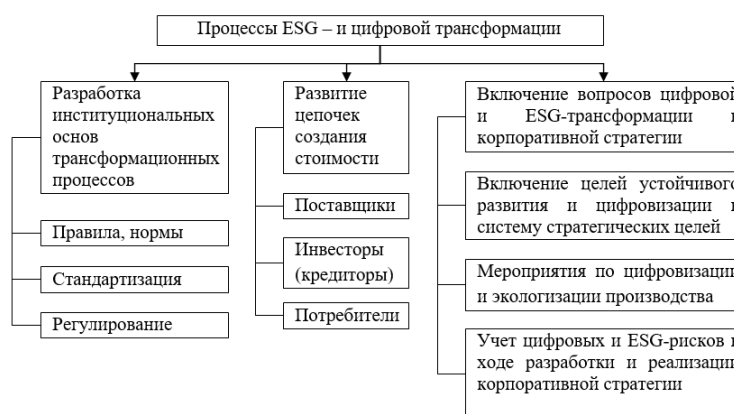 Процессы ESG – и цифровой трансформации
Разработка
институциональных
основ
трансформационных
процессов
Правила, нормы
Стандартизация
Регулирование
Развитие
цепочек
создания
стоимости
Поставщики
Инвесторы
(кредиторы)
Потребители
Включение вопросов цифровой
и ESG-трансформации
корпоративной стратегии
Включение целей устойчивого
развития и цифровизации
систему стратегических целей
Мероприятия по цифровизации
и экологизации производства
Учет цифровых и ESG-рисков
ходе разработки и реализации
корпоративной стратегии